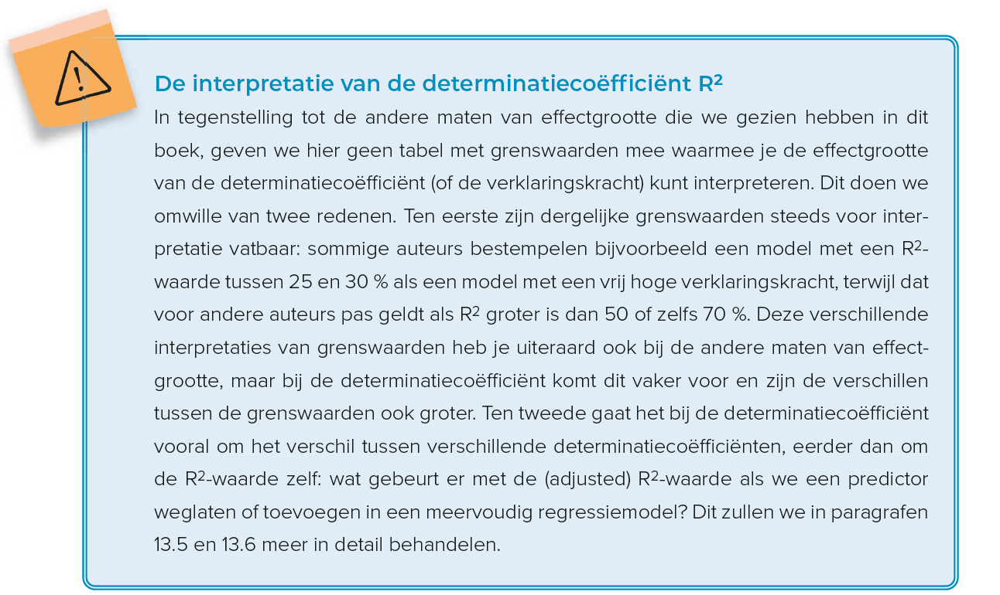 De interpretatie van de determinatiecoëfficiënt R²
In tegenstelling tot de andere maten van effectgrootte die we gezien hebben in dit
boek, geven we hier geen tabel met grenswaarden mee waarmee je de effectgrootte
van de determinatiecoëfficiënt (of de verklaringskracht) kunt interpreteren. Dit doen we
omwille van twee redenen. Ten eerste zijn dergelijke grenswaarden steeds voor inter-
pretatie vatbaar: sommige auteurs bestempelen bijvoorbeeld een model met een R²-
waarde tussen 25 en 30 % als een model met een vrij hoge verklaringskracht, terwijl dat
voor andere auteurs pas geldt als R² groter is dan 50 of zelfs 70 %. Deze verschillende
interpretaties van grenswaarden heb je uiteraard ook bij de andere maten van effect-
grootte, maar bij de determinatiecoëfficiënt komt dit vaker voor en zijn de verschillen
tussen de grenswaarden ook groter. Ten tweede gaat het bij de determinatiecoëfficiënt
vooral om het verschil tussen verschillende determinatiecoëfficiënten, eerder dan om
de R²-waarde zelf: wat gebeurt er met de (adjusted) R²-waarde als we een predictor
weglaten of toevoegen in een meervoudig regressiemodel? Dit zullen we in paragrafen
13.5 en 13.6 meer in detail behandelen.